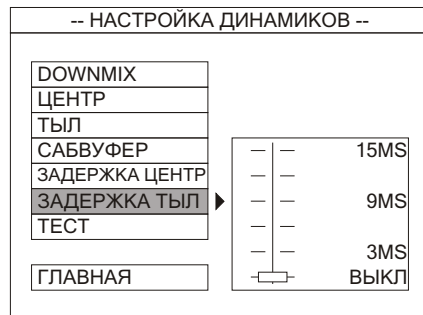 -- НАСТРОЙКА ДИНАМИКОВ --
DOWNMIX
ЦЕНТР
ТЫЛ
САБВУФЕР
ЗАДЕРЖКА ЦЕНТР
ЗАДЕРЖКА ТЫЛ
ТЕСТ
ГЛАВНАЯ
15MS
9MS
3MS
ВЫКЛ